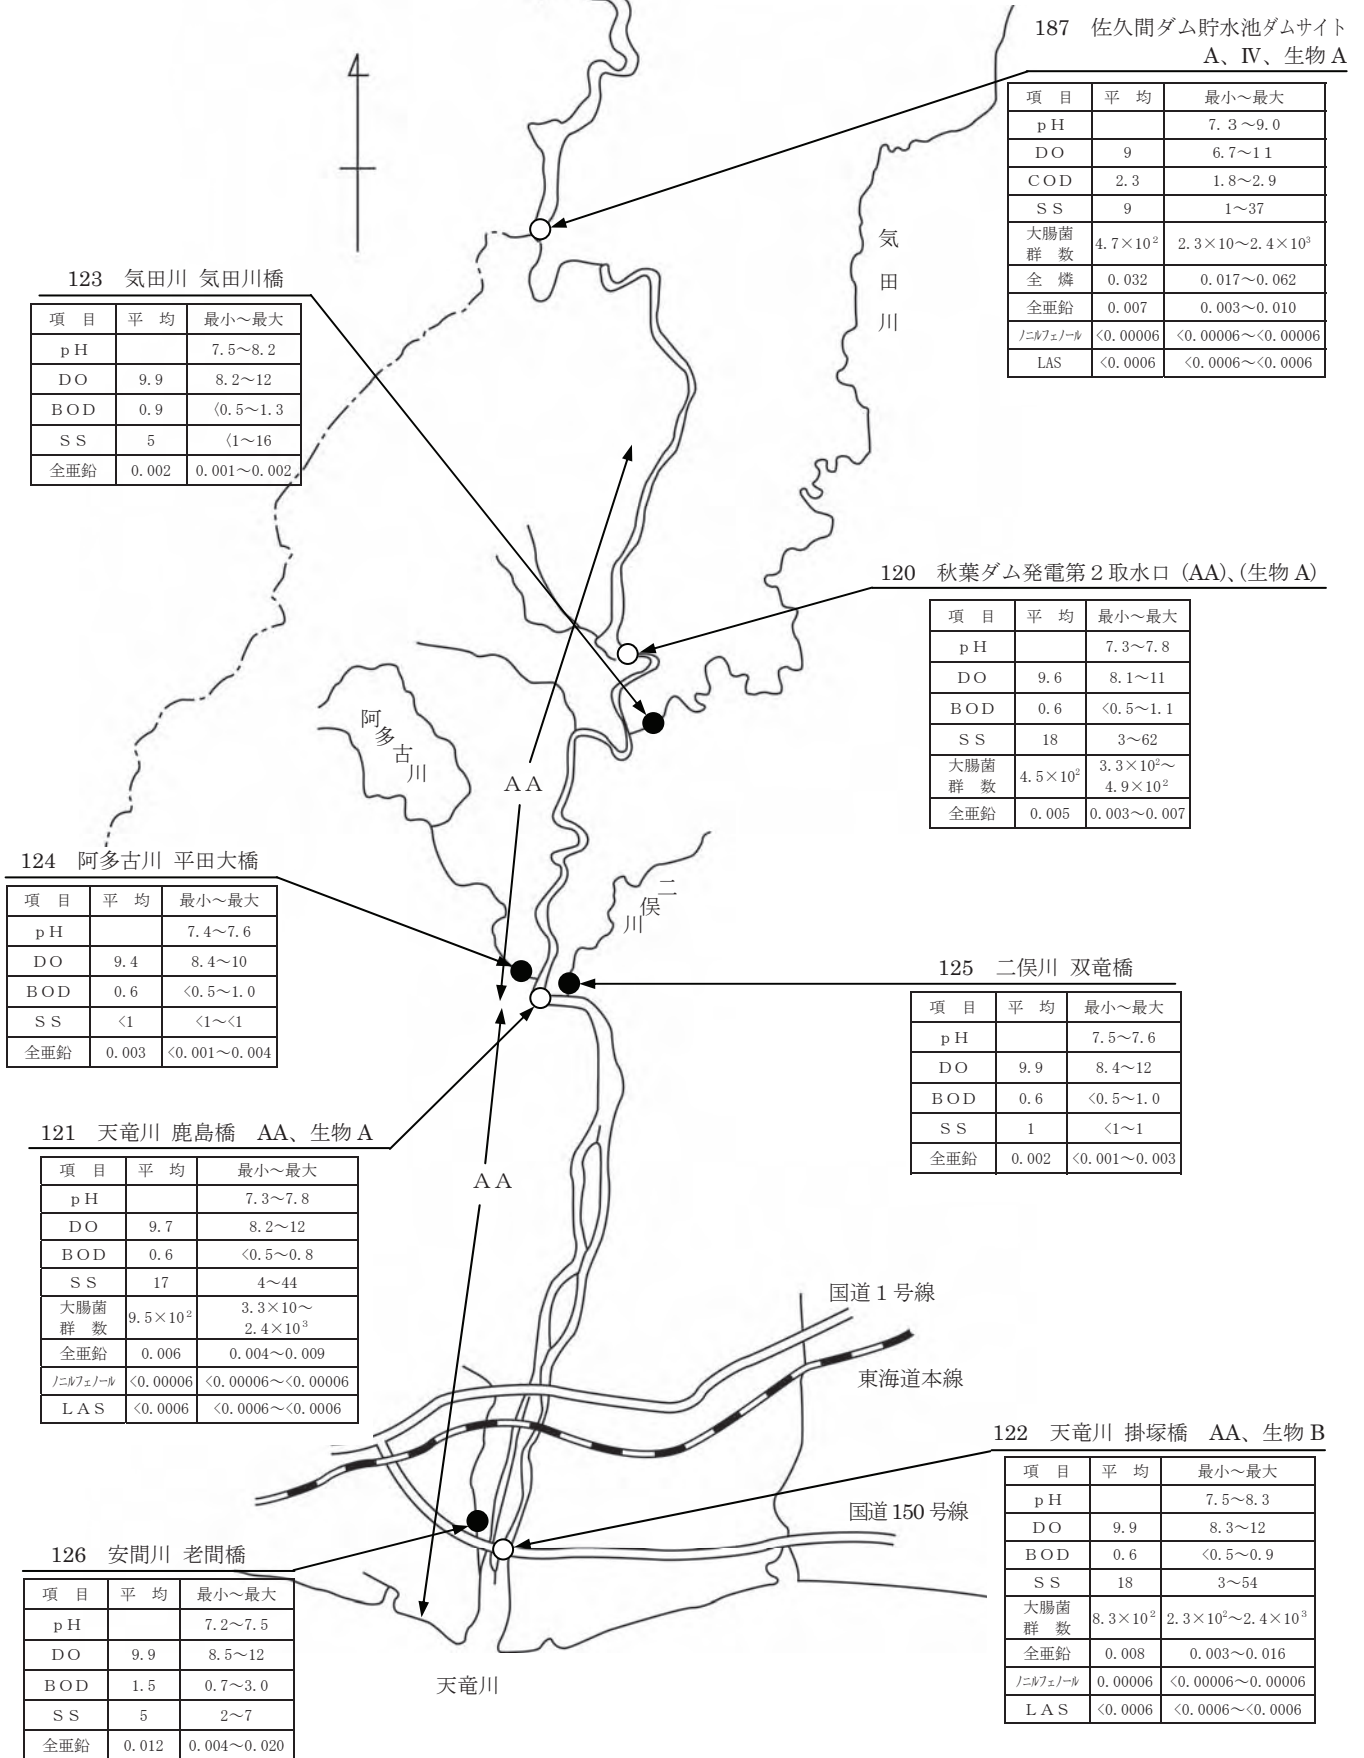 187 佐久間ダム貯水池ダムサイト
A、Ⅳ、生物 A
項 目 平 均 最小～最大
pH 7.3～9.0
DO 9 6.7～11
COD 2.3 1.8～2.9
SS 9 1～37
大腸菌群 数 4.7×10² 2.3×10～2.4×10³
全 燐 0.032 0.017～0.062
全亜鉛 0.007 0.003～0.010
ﾉﾆﾙﾌｪﾉｰﾙ <0.00006 <0.00006～<0.00006
LAS <0.0006 <0.0006～<0.0006
気田川
123 気田川 気田川橋
項 目 平 均 最小～最大
pH 7.5～8.2
DO 9.9 8.2～12
BOD 0.9 <0.5～1.3
SS 5 <1～16
全亜鉛 0.002 0.001～0.002
120 秋葉ダム発電第２取水口 (AA)、(生物 A)
項 目 平 均 最小～最大
pH 7.3～7.8
DO 9.6 8.1～11
BOD 0.6 <0.5～1.1
SS 18 3～62
大腸菌群 数 4.5×10² 3.3×10²～4.9×10²
全亜鉛 0.005 0.003～0.007
阿多古川
AA
124 阿多古川 平田大橋
項 目 平 均 最小～最大
pH 7.4～7.6
DO 9.4 8.4～10
BOD 0.6 <0.5～1.0
SS <1 <1～<1
全亜鉛 0.003 <0.001～0.004
二俣川
125 二俣川 双竜橋
項 目 平 均 最小～最大
pH 7.5～7.6
DO 9.9 8.4～12
BOD 0.6 <0.5～1.0
SS 1 <1～1
全亜鉛 0.002 <0.001～0.003
121 天竜川 鹿島橋 AA、生物 A
項 目 平 均 最小～最大
pH 7.3～7.8
DO 9.7 8.2～12
BOD 0.6 <0.5～0.8
SS 17 4～44
大腸菌群 数 9.5×10² 3.3×10～2.4×10³
全亜鉛 0.006 0.004～0.009
ﾉﾆﾙﾌｪﾉｰﾙ <0.00006 <0.00006～<0.00006
LAS <0.0006 <0.0006～<0.0006
AA
国道１号線
東海道本線
国道 150 号線
122 天竜川 掛塚橋 AA、生物 B
項 目 平 均 最小～最大
pH 7.5～8.3
DO 9.9 8.3～12
BOD 0.6 <0.5～0.9
SS 18 3～54
大腸菌群 数 8.3×10² 2.3×10²～2.4×10³
全亜鉛 0.008 0.003～0.016
ﾉﾆﾙﾌｪﾉｰﾙ 0.00006 <0.00006～0.00006
LAS <0.0006 <0.0006～<0.0006
126 安間川 老間橋
項 目 平 均 最小～最大
pH 7.2～7.5
DO 9.9 8.5～12
BOD 1.5 0.7～3.0
SS 5 2～7
全亜鉛 0.012 0.004～0.020
天竜川